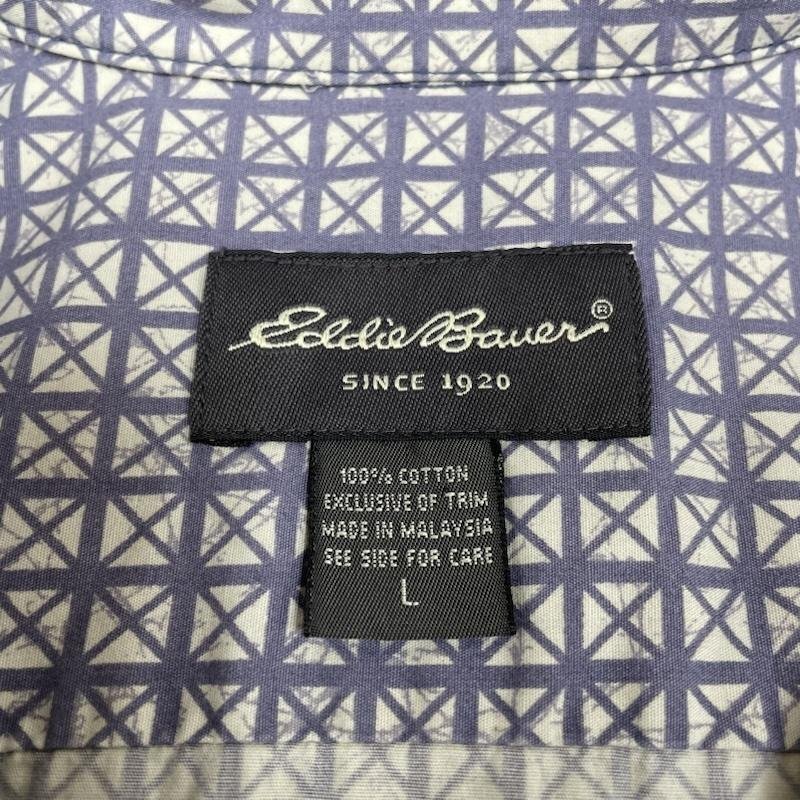 Eddie Bauer®
SINCE 1920
100% COTTON
EXCLUSIVE OF TRIM
MADE IN MALAYSIA
SEE SIDE FOR CARE
L